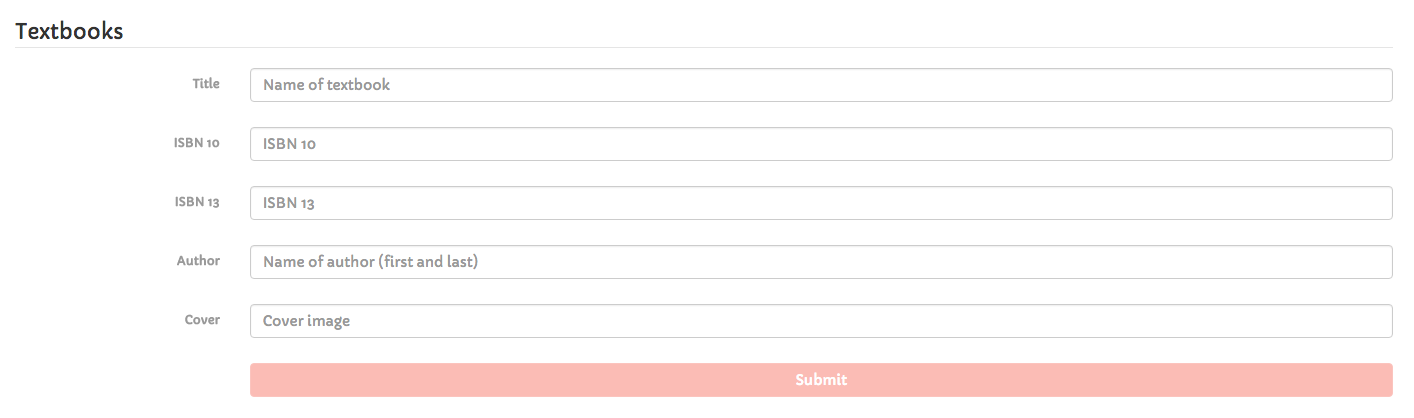 Textbooks
Title
Name of textbook
ISBN 10
ISBN 10
ISBN 13
ISBN 13
Author
Name of author (first and last)
Cover
Cover image
Submit